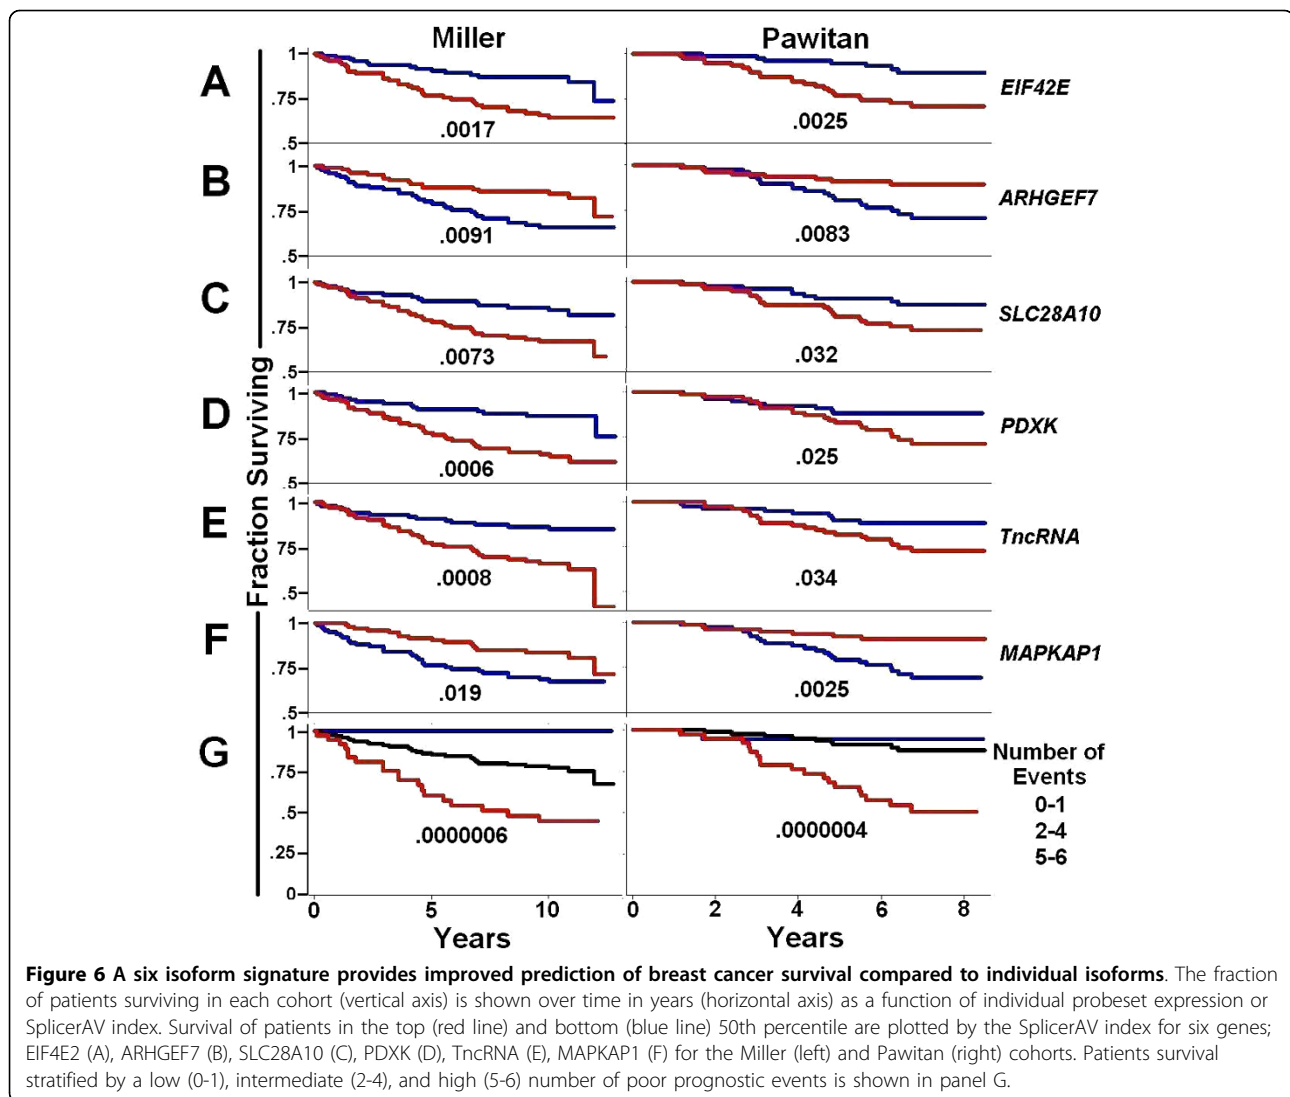 Miller
Pawitan
A
1
.75
.5
.0017
.0025
EIF42E
B
1
.75
.5
.0091
.0083
ARHGEF7
C
1
.75
.5
.0073
.032
SLC28A10
D
1
.75
.5
.0006
.025
PDXK
E
1
.75
.5
.0008
.034
TncRNA
F
1
.75
.5
.019
.0025
MAPKAP1
G
1
.75
.5
.25
0
.0000006
.0000004
Number of
Events
0-1
2-4
5-6
Fraction Surviving
0 5 10
0 2 4 6 8
Years
Years
Figure 6 A six isoform signature provides improved prediction of breast cancer survival compared to individual isoforms. The fraction
of patients surviving in each cohort (vertical axis) is shown over time in years (horizontal axis) as a function of individual probeset expression or
SplicerAV index. Survival of patients in the top (red line) and bottom (blue line) 50th percentile are plotted by the SplicerAV index for six genes;
EIF4E2 (A), ARHGEF7 (B), SLC28A10 (C), PDXK (D), TncRNA (E), MAPKAP1 (F) for the Miller (left) and Pawitan (right) cohorts. Patients survival
stratified by a low (0-1), intermediate (2-4), and high (5-6) number of poor prognostic events is shown in panel G.